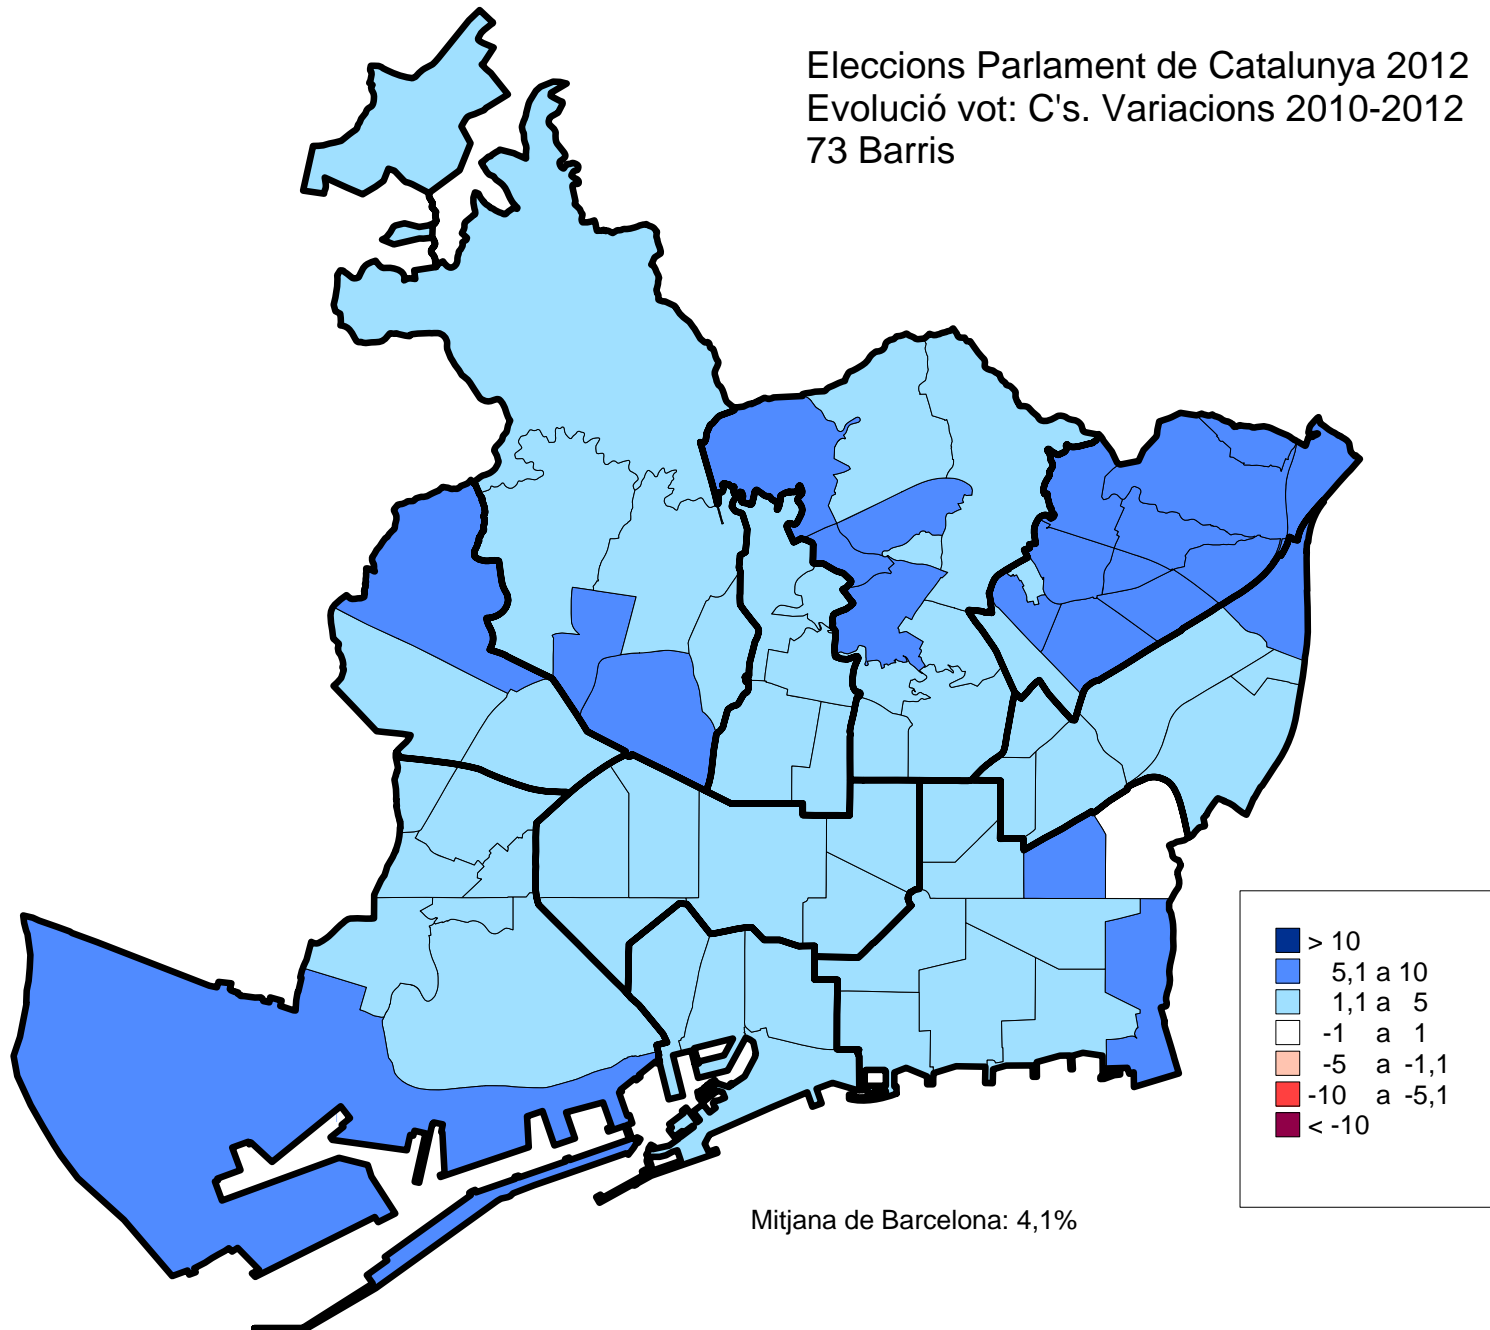 Eleccions Parlament de Catalunya 2012
Evolució vot: C's. Variacions 2010-2012
73 Barris
> 10
5,1 a 10
1,1 a 5
-1 a 1
-5 a -1,1
-10 a -5,1
< -10
Mitjana de Barcelona: 4,1%